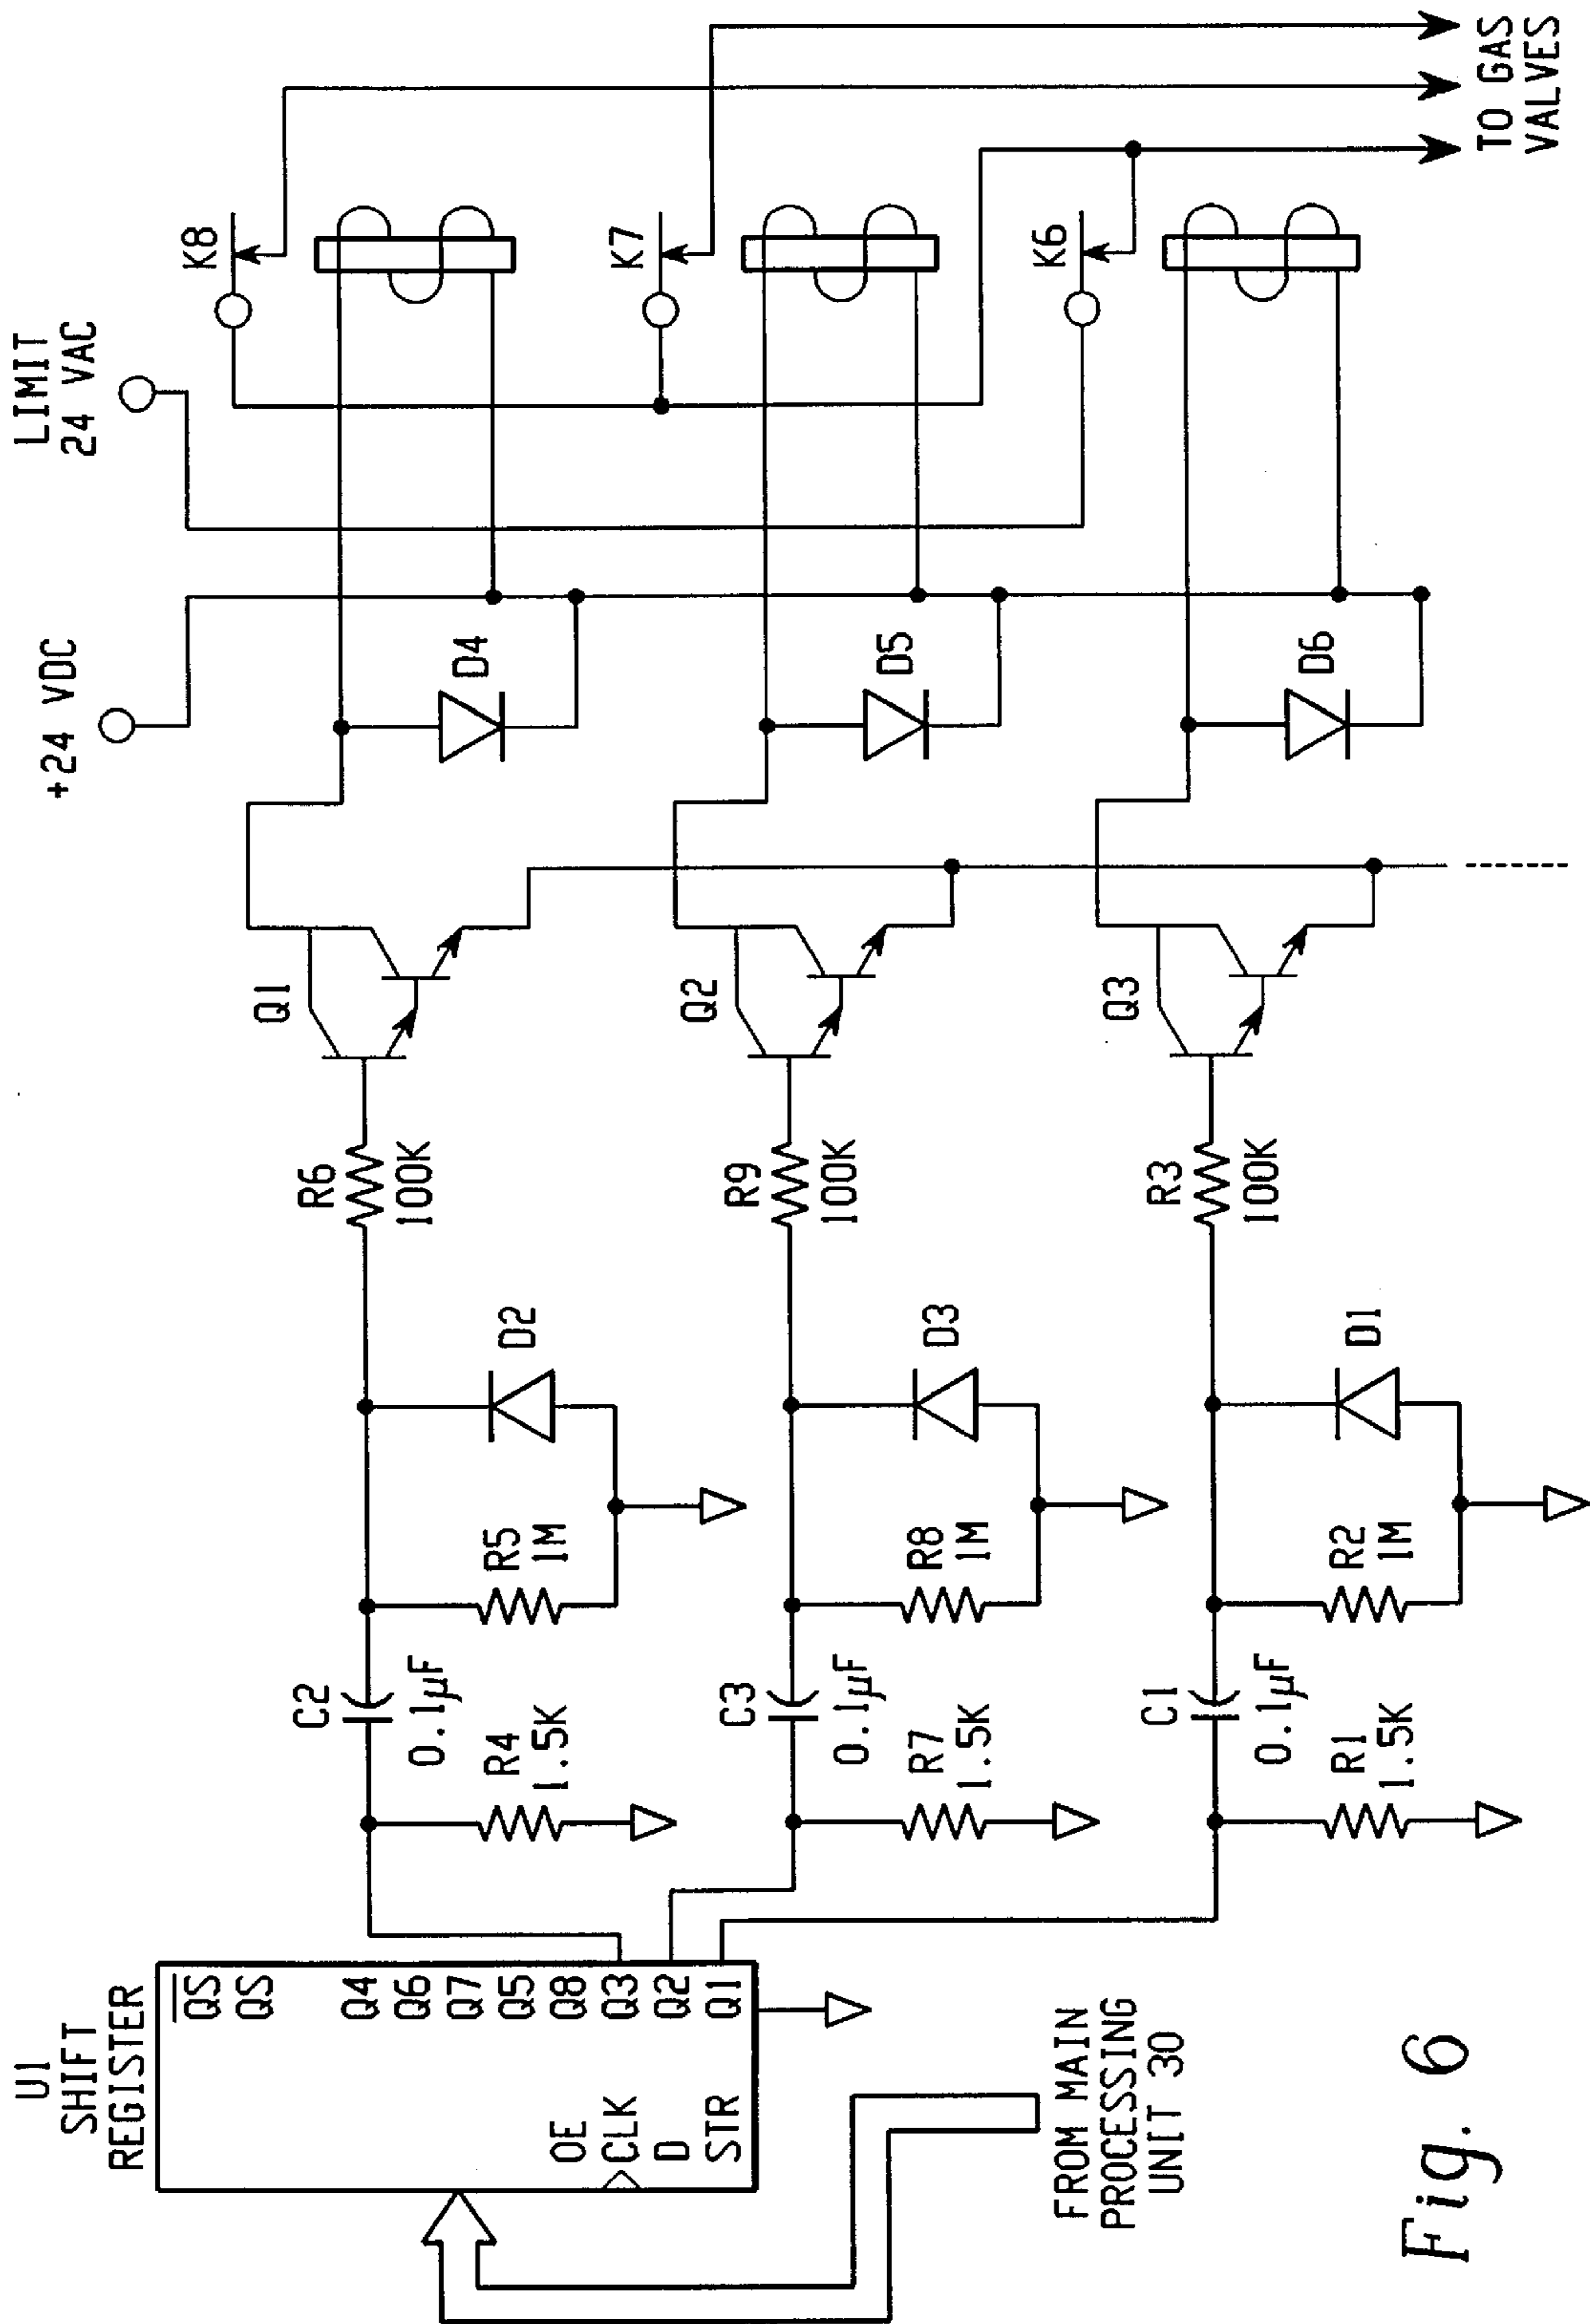 U1
SHIFT
REGISTER
QS
QS
Q4
Q6
Q7
Q5
Q8
Q3
Q2
Q1
OE
CLK
D
STR
FROM MAIN
PROCESSING
UNIT 30
C2
0.1µF
R4
1.5K
R5
1M
D2
R6
100K
Q1
+24 VDC
D4
LIMIT
24 VAC
K8
C3
0.1µF
R7
1.5K
R8
1M
D3
R9
100K
Q2
D5
K7
C1
0.1µF
R1
1.5K
R2
1M
D1
R3
100K
Q3
D6
K6
TO GAS
VALVES
Fig. 6